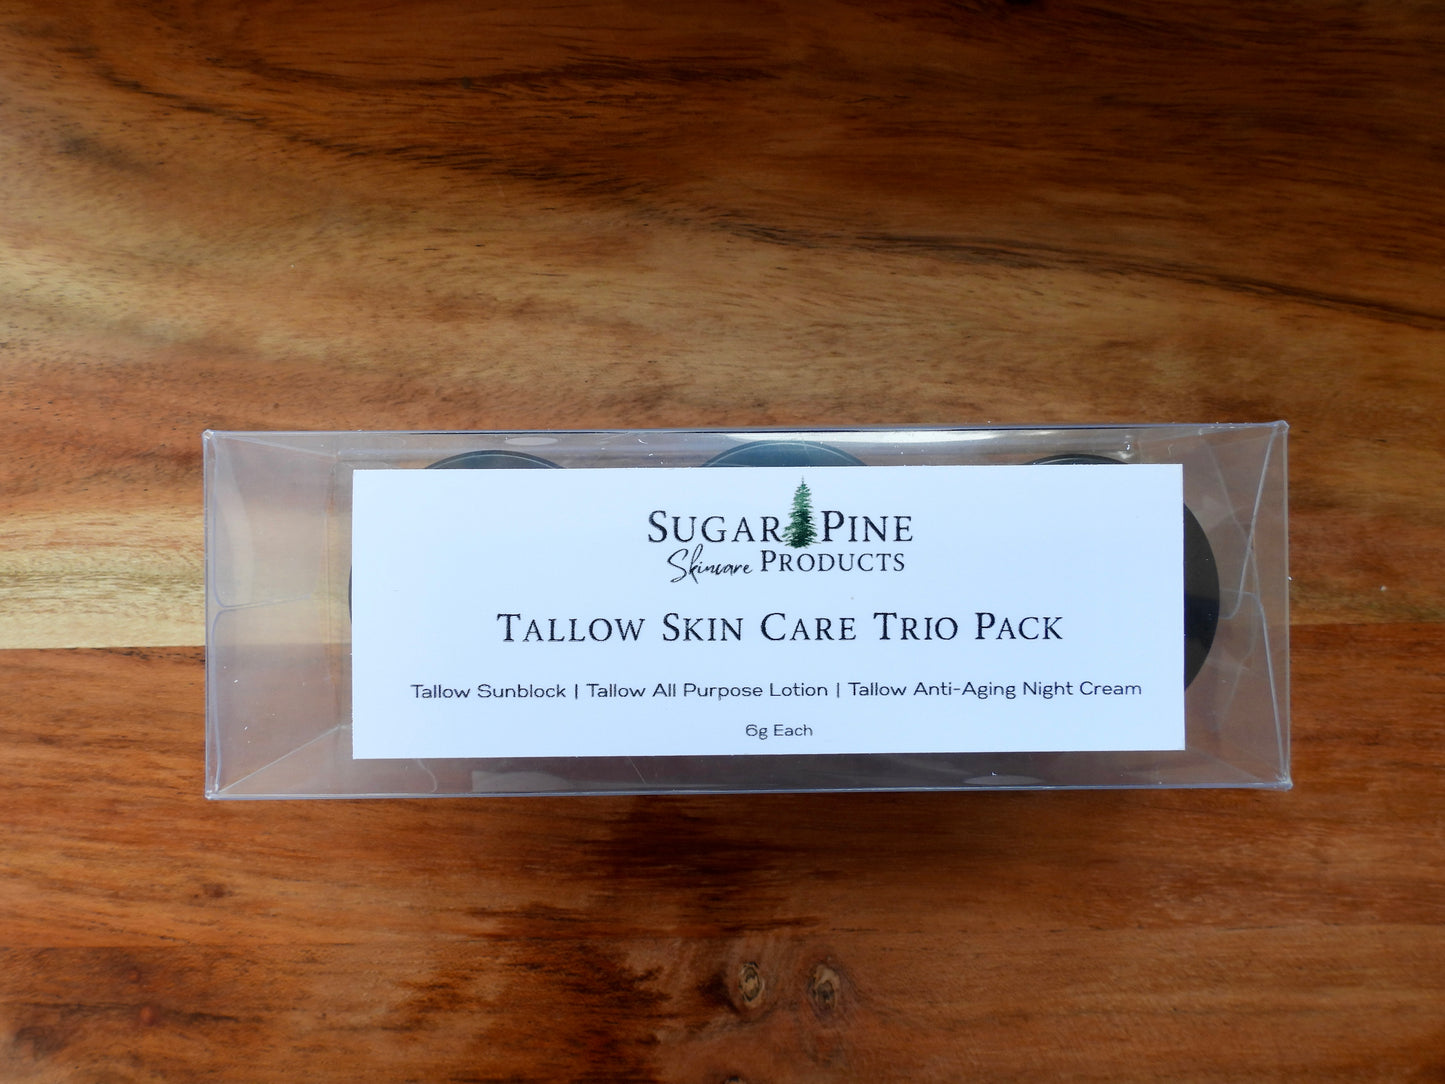 SUGAR PINE
Skinware PRODUCTS
TALLOW SKIN CARE TRIO PACK
Tallow Sunblock | Tallow All Purpose Lotion | Tallow Anti-Aging Night Cream
6g Each